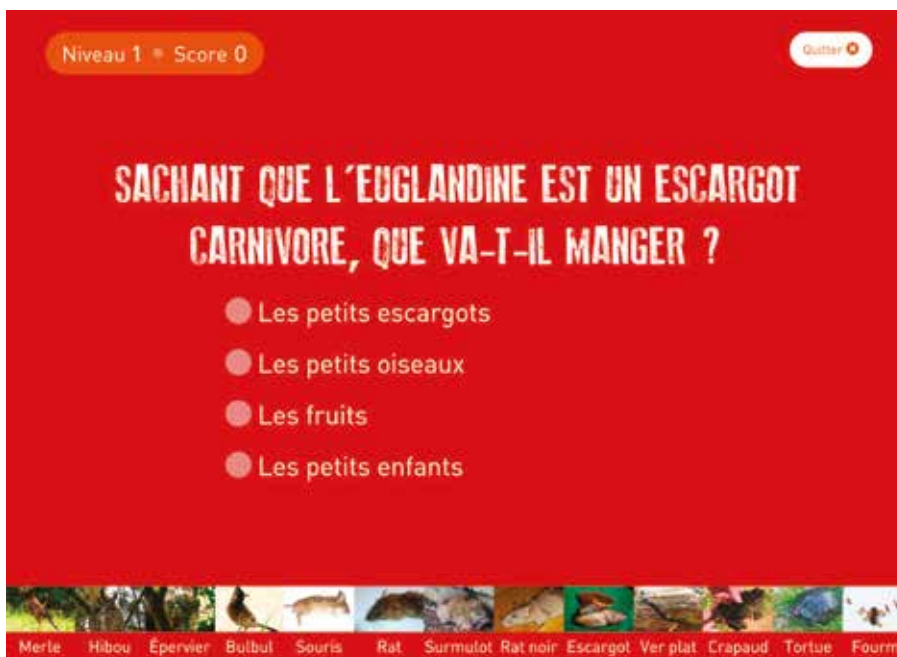 Niveau 1 • Score 0
Quitter
SACHANT QUE L'EUGLANDINE EST UN ESCARGOT
CARNIVORE, QUE VA-T-IL MANGER ?
Les petits escargots
Les petits oiseaux
Les fruits
Les petits enfants
Merle Hibou Épervier Bulbul Souris Rat Surmulot Rat noir Escargot Ver plat Crapaud Tortue Fourm